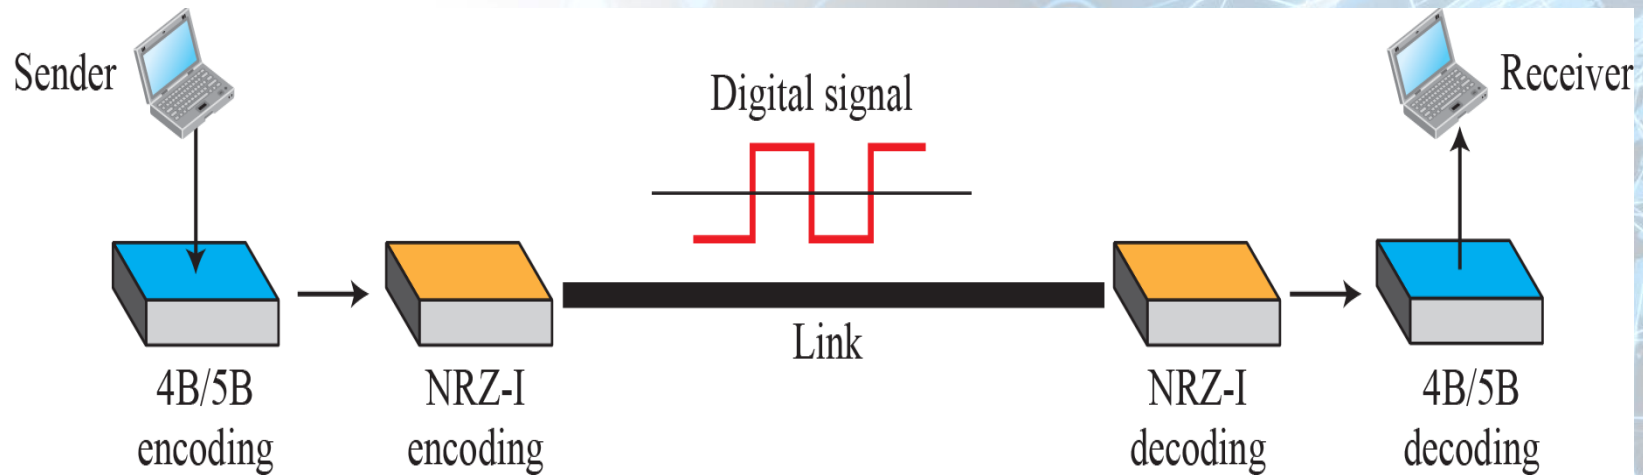 Sender
Receiver
Digital signal
Link
4B/5B
encoding
NRZ-I
encoding
NRZ-I
decoding
4B/5B
decoding